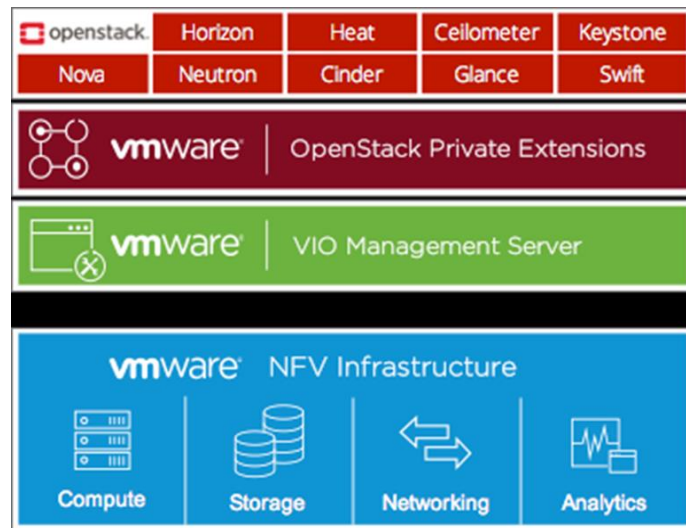 openstack. Horizon Heat Ceilometer Keystone
Nova Neutron Cinder Glance Swift
vmware® OpenStack Private Extensions
vmware® VIO Management Server
vmware® NFV Infrastructure
Compute Storage Networking Analytics